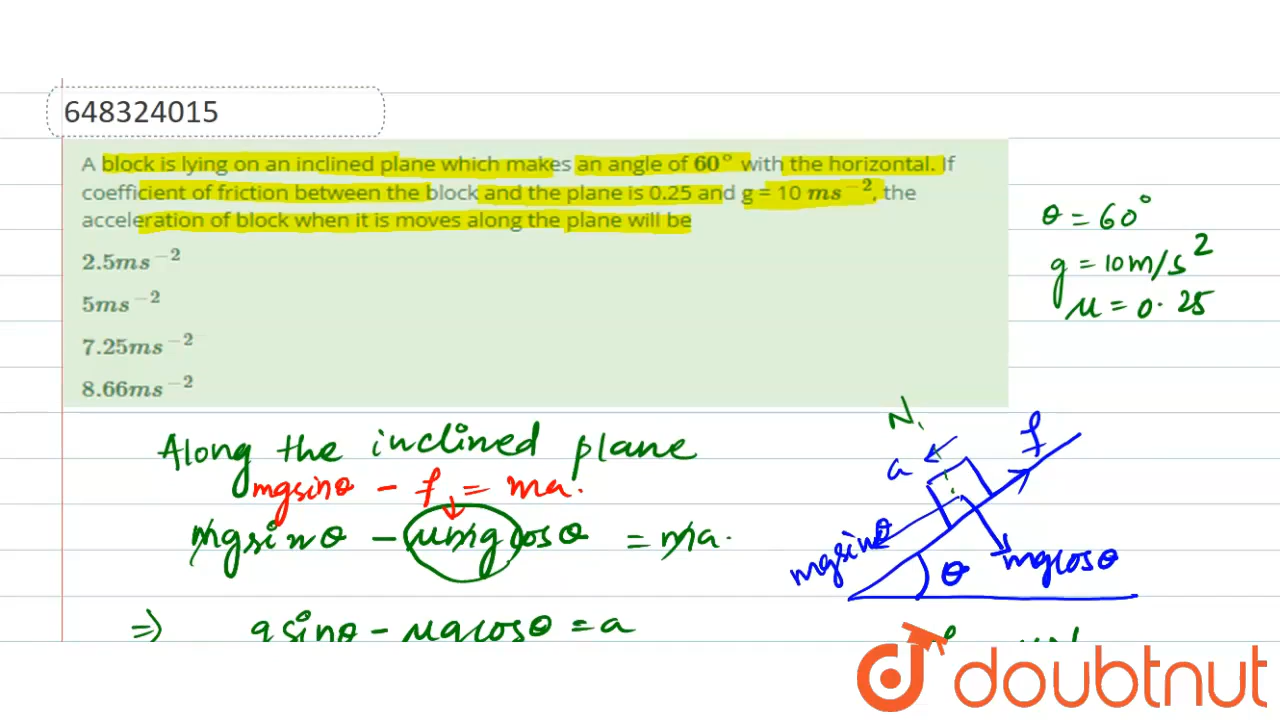 648324015
A block is lying on an inclined plane which makes an angle of 60° with the horizontal. If
coefficient of friction between the block and the plane is 0.25 and g = 10 ms⁻², the
acceleration of block when it is moves along the plane will be
2.5ms⁻²
5ms⁻²
7.25ms⁻²
8.66ms⁻²
θ = 60°
g = 10m/s²
μ = 0.25
Along the inclined plane
mgsinθ - f = ma.
mgsinθ - μmgcosθ = ma.
⇒ gsinθ - μgcosθ = a
N
a
f
mgsinθ
θ
mgcosθ
doubtnut